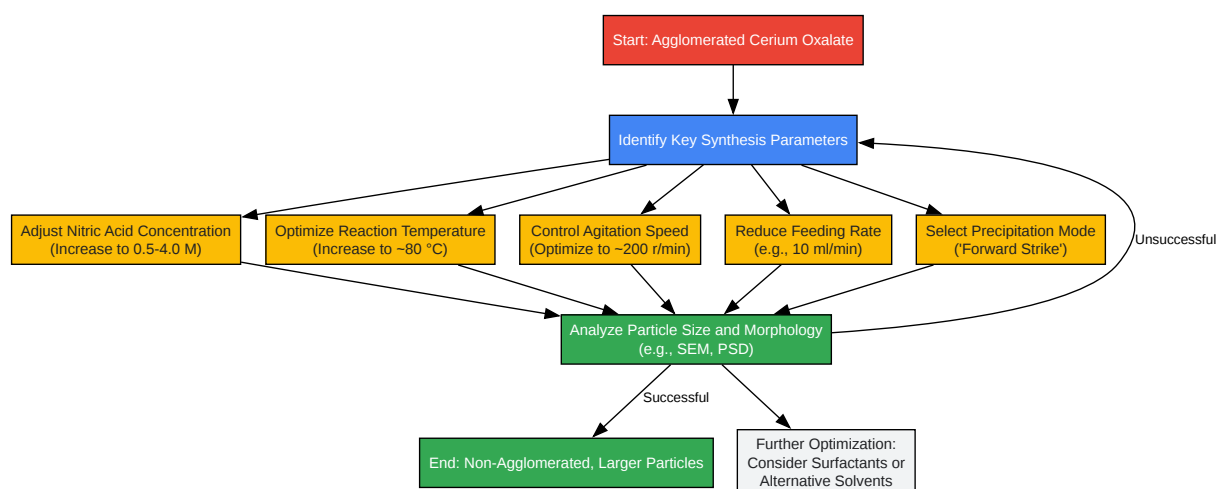 Start: Agglomerated Cerium Oxalate
Identify Key Synthesis Parameters
Adjust Nitric Acid Concentration
(Increase to 0.5-4.0 M)
Optimize Reaction Temperature
(Increase to ~80 °C)
Control Agitation Speed
(Optimize to ~200 r/min)
Reduce Feeding Rate
(e.g., 10 ml/min)
Select Precipitation Mode
('Forward Strike')
Unsuccessful
Analyze Particle Size and Morphology
(e.g., SEM, PSD)
Successful
End: Non-Agglomerated, Larger Particles
Further Optimization:
Consider Surfactants or
Alternative Solvents